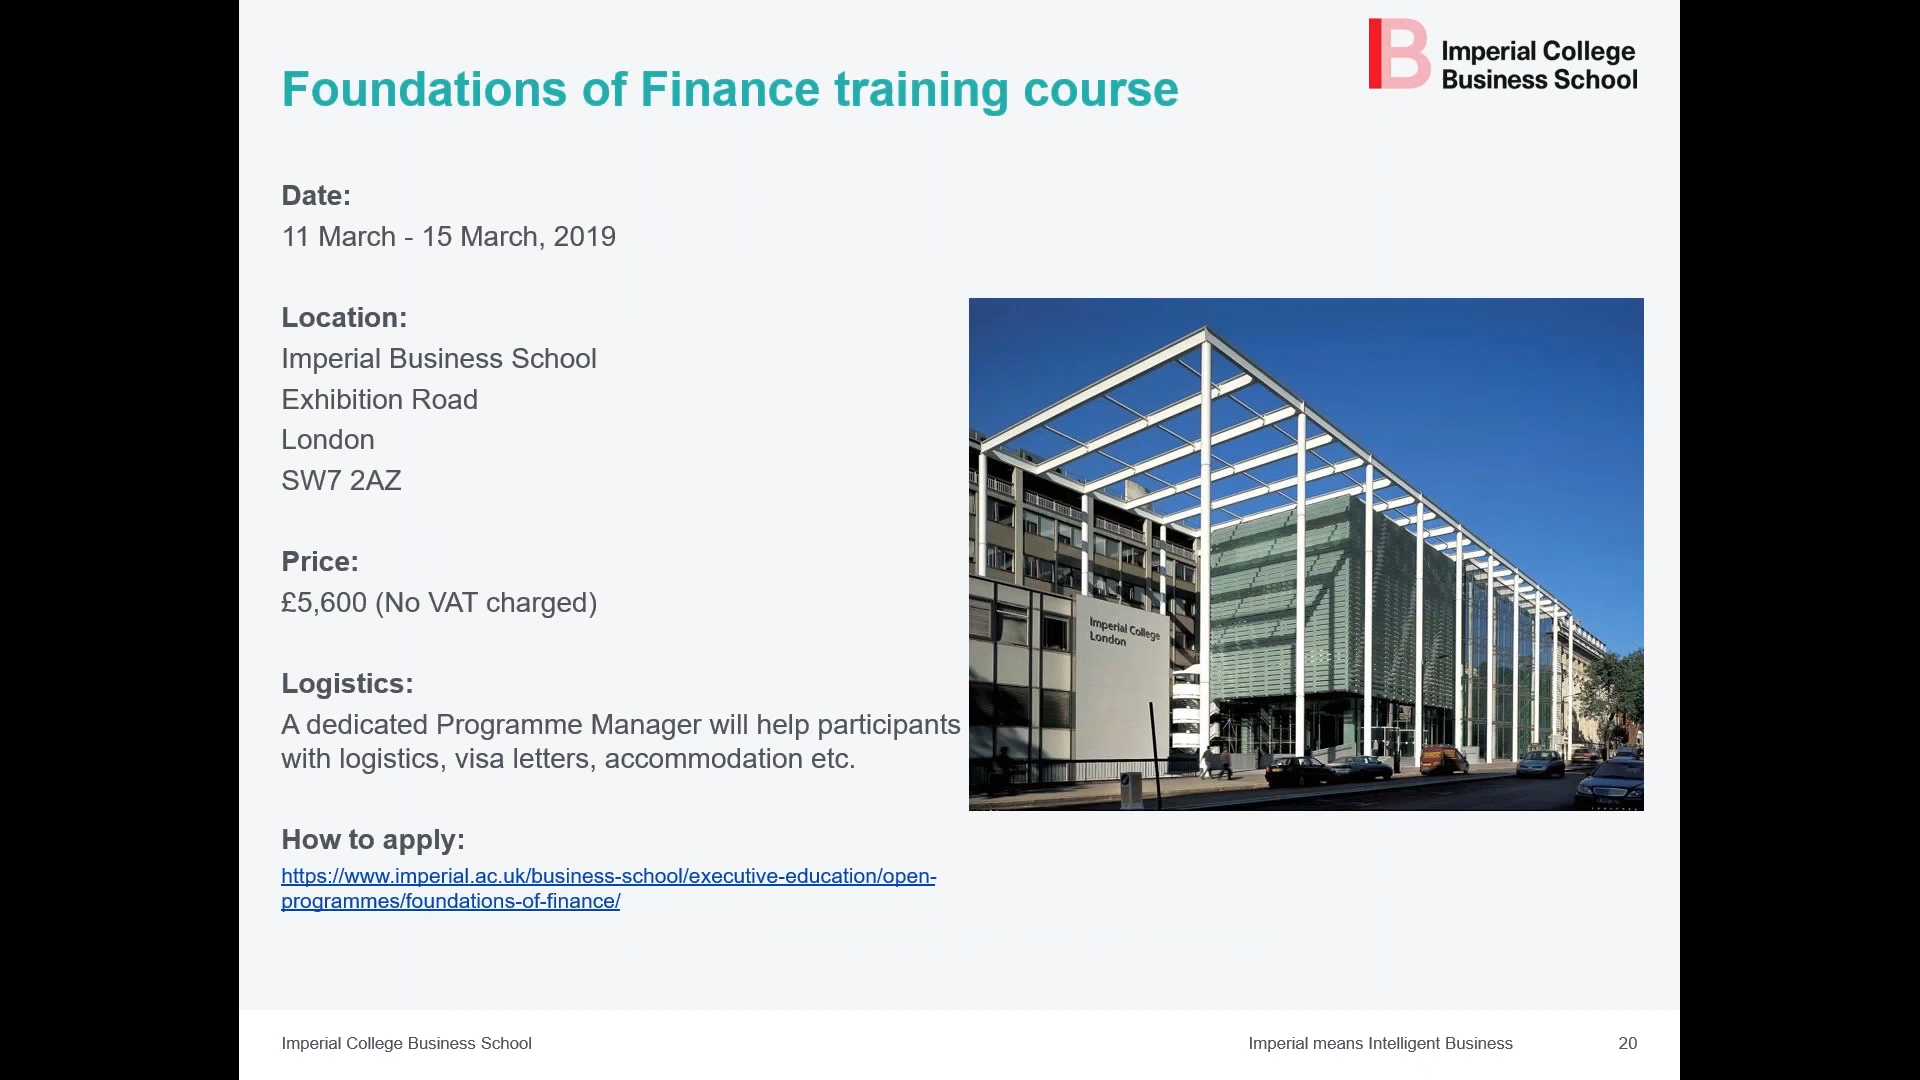 Foundations of Finance training course
Imperial College
Business School
Date:
11 March - 15 March, 2019
Location:
Imperial Business School
Exhibition Road
London
SW7 2AZ
Price:
£5,600 (No VAT charged)
Logistics:
A dedicated Programme Manager will help participants
with logistics, visa letters, accommodation etc.
How to apply:
https://www.imperial.ac.uk/business-school/executive-education/open-
programmes/foundations-of-finance/
Imperial College
London
Imperial College Business School
Imperial means Intelligent Business
20